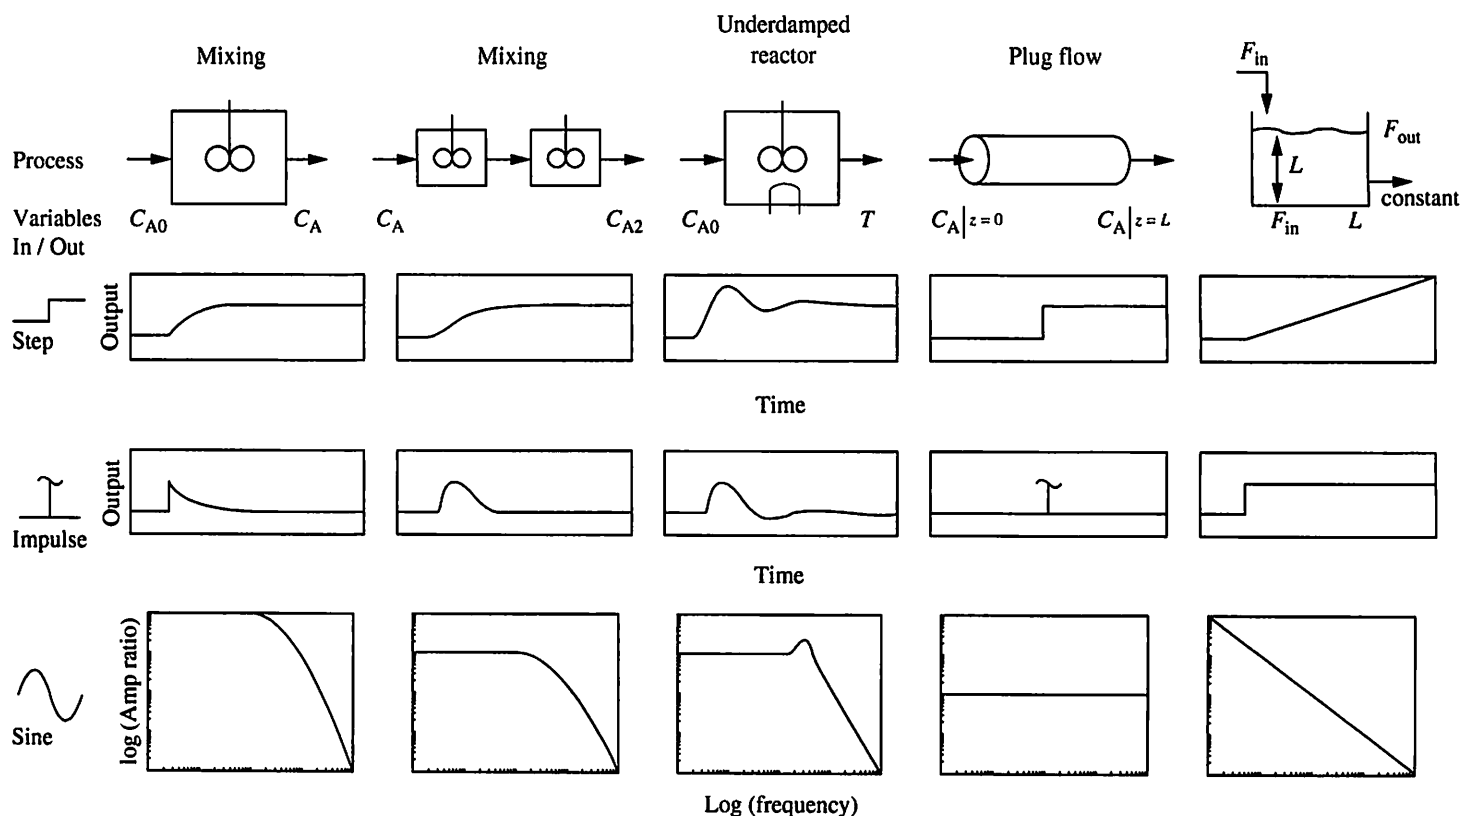 Underdamped
Mixing Mixing reactor Plug flow F_in
Process F_out
L
constant
Variables C_A0 C_A C_A C_A2 C_A0 T C_A|z = 0 C_A|z = L F_in L
In / Out
Output
Step
Time
Output
Impulse
Time
log (Amp ratio)
Sine
Log (frequency)